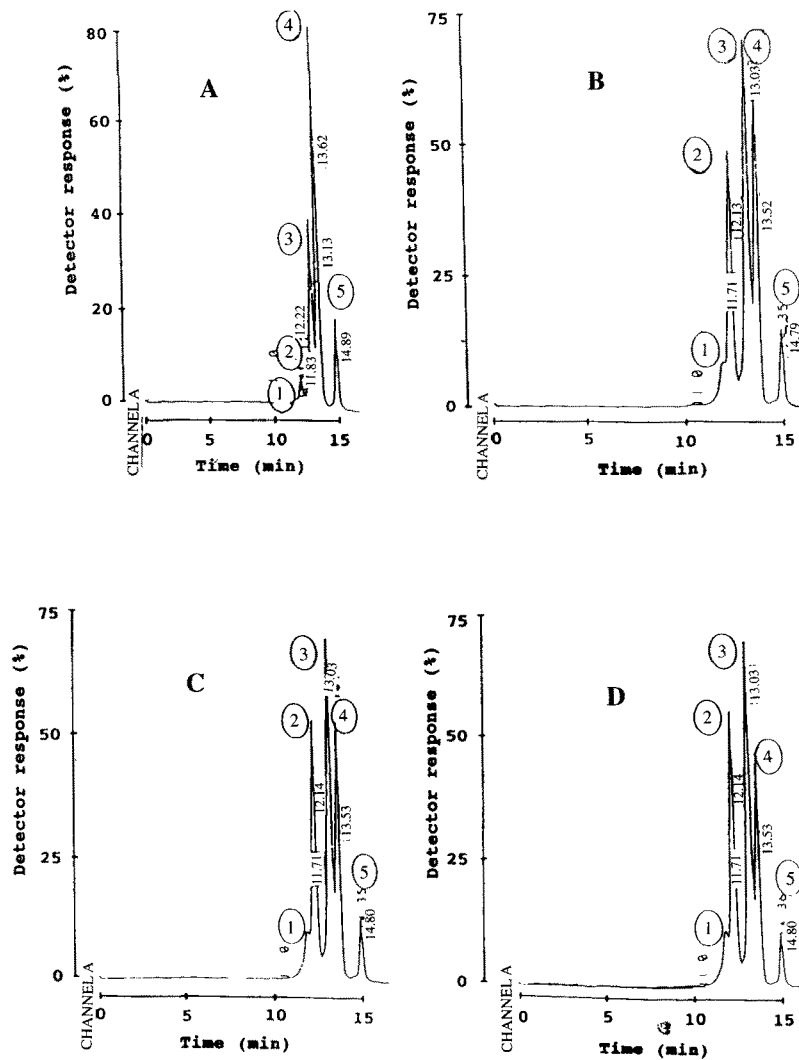 80
60
40
20
0
Detector response (%)
A
4
3
2
1
5
13.62
13.13
12.22
11.83
14.89
CHANNEL A
0 5 10 15
Time (min)
75
50
25
0
Detector response (%)
B
3
4
2
1
5
13.03
12.13
13.52
11.71
14.79
CHANNEL A
0 5 10 15
Time (min)
75
50
25
0
Detector response (%)
C
3
2
4
1
5
13.03
12.14
13.53
11.71
14.80
CHANNEL A
0 5 10 15
Time (min)
75
50
25
0
Detector response (%)
D
3
2
4
1
5
13.03
12.14
13.53
11.71
14.80
CHANNEL A
0 5 10 15
Time (min)